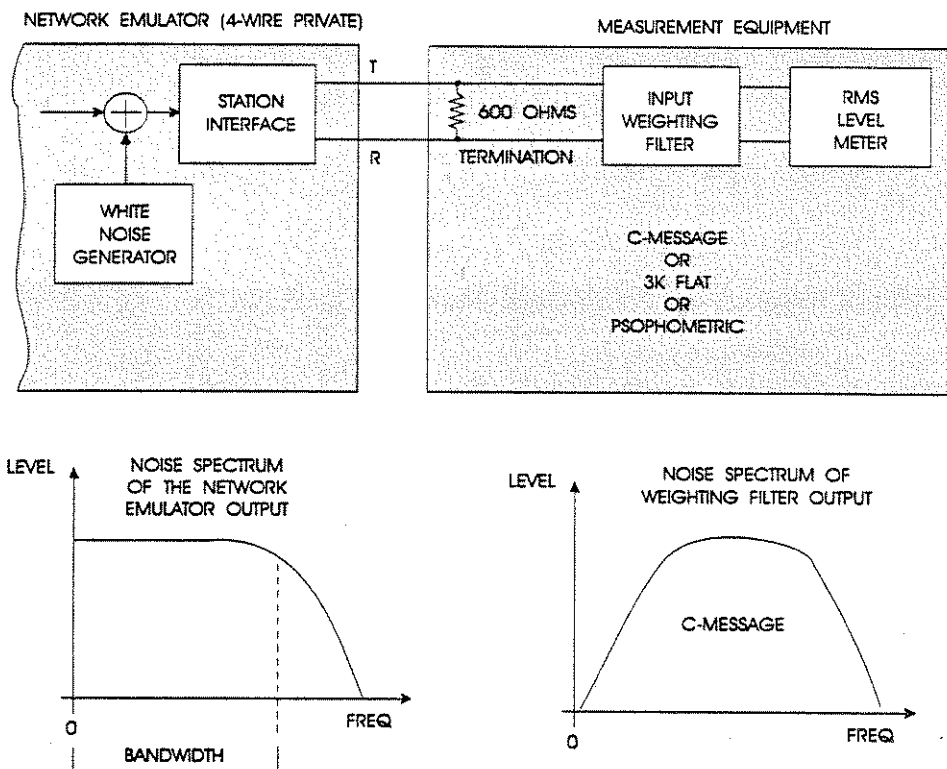 NETWORK EMULATOR (4-WIRE PRIVATE)
MEASUREMENT EQUIPMENT
STATION
INTERFACE
WHITE
NOISE
GENERATOR
T
R
600 OHMS
TERMINATION
INPUT
WEIGHTING
FILTER
RMS
LEVEL
METER
C-MESSAGE
OR
3K FLAT
OR
PSOPHOMETRIC
LEVEL
NOISE SPECTRUM
OF THE NETWORK
EMULATOR OUTPUT
0
FREQ
BANDWIDTH
LEVEL
NOISE SPECTRUM OF
WEIGHTING FILTER OUTPUT
C-MESSAGE
0
FREQ